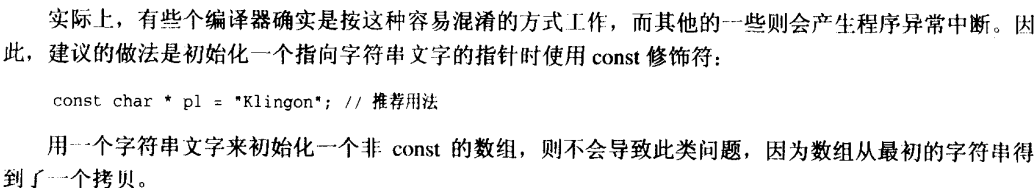 实际上，有些个编译器确实是按这种容易混淆的方式工作，而其他的一些则会产生程序异常中断。因
此，建议的做法是初始化一个指向字符串文字的指针时使用 const 修饰符：
const char * pl = "Klingon"; // 推荐用法
用一个字符串文字来初始化一个非 const 的数组，则不会导致此类问题，因为数组从最初的字符串得
到了一个拷贝。